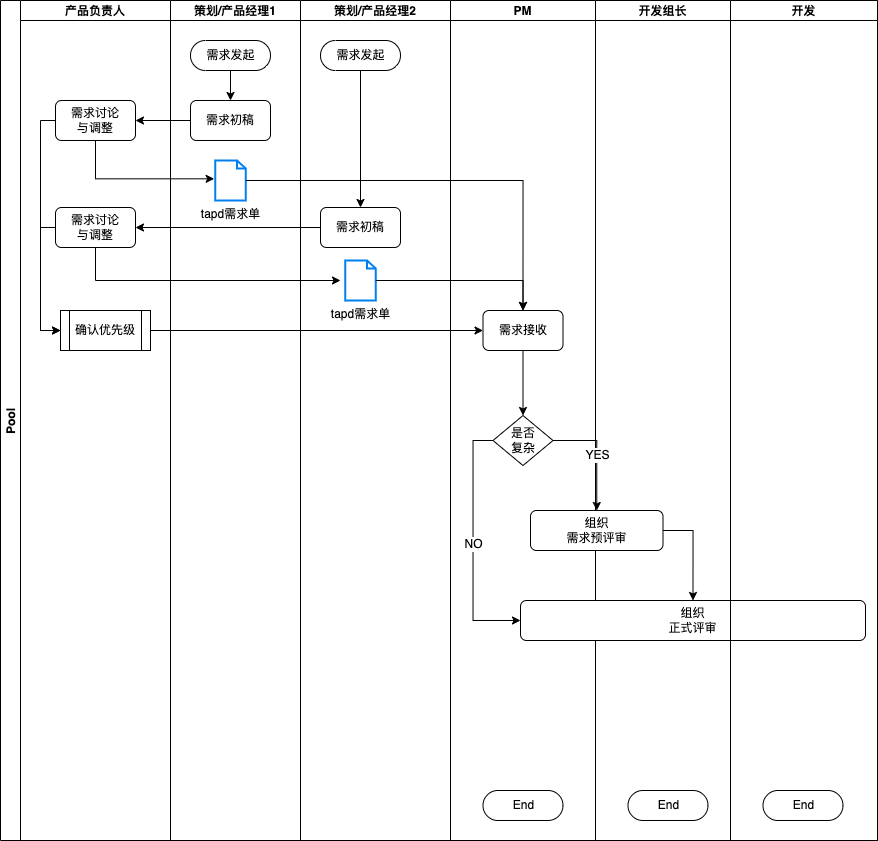 产品负责人
策划/产品经理1
策划/产品经理2
PM
开发组长
开发
需求发起
需求发起
需求讨论
与调整
需求初稿
tapd需求单
需求讨论
与调整
需求初稿
tapd需求单
确认优先级
需求接收
Pool
是否
复杂
YES
组织
需求预评审
NO
组织
正式评审
End
End
End